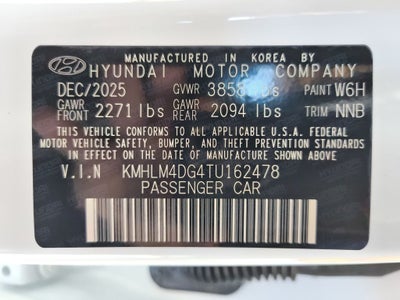 MANUFACTURED IN KOREA BY
HYUNDAI MOTOR COMPANY
DEC/2025 GVWR lbs PAINT W6H
GAWR FRONT 2271 lbs GAWR REAR 2094 lbs TRIM NNB
THIS VEHICLE CONFORMS TO ALL APPLICABLE U.S.A. FEDERAL
MOTOR VEHICLE SAFETY, BUMPER, AND THEFT PREVENTION STANDARDS
IN EFFECT ON THE DATE OF MANUFACTURE SHOWN ABOVE.
V.I.N KMHLM4DG4TU162478
PASSENGER CAR